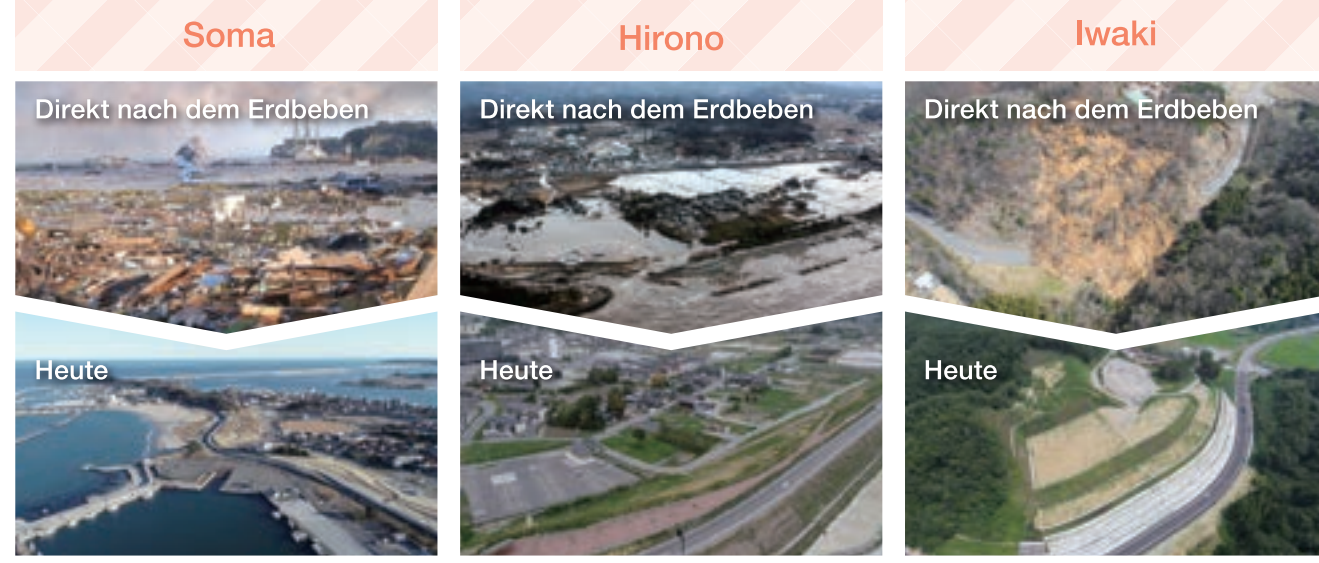 Soma
Hirono
Iwaki
Direkt nach dem Erdbeben
Direkt nach dem Erdbeben
Direkt nach dem Erdbeben
Heute
Heute
Heute